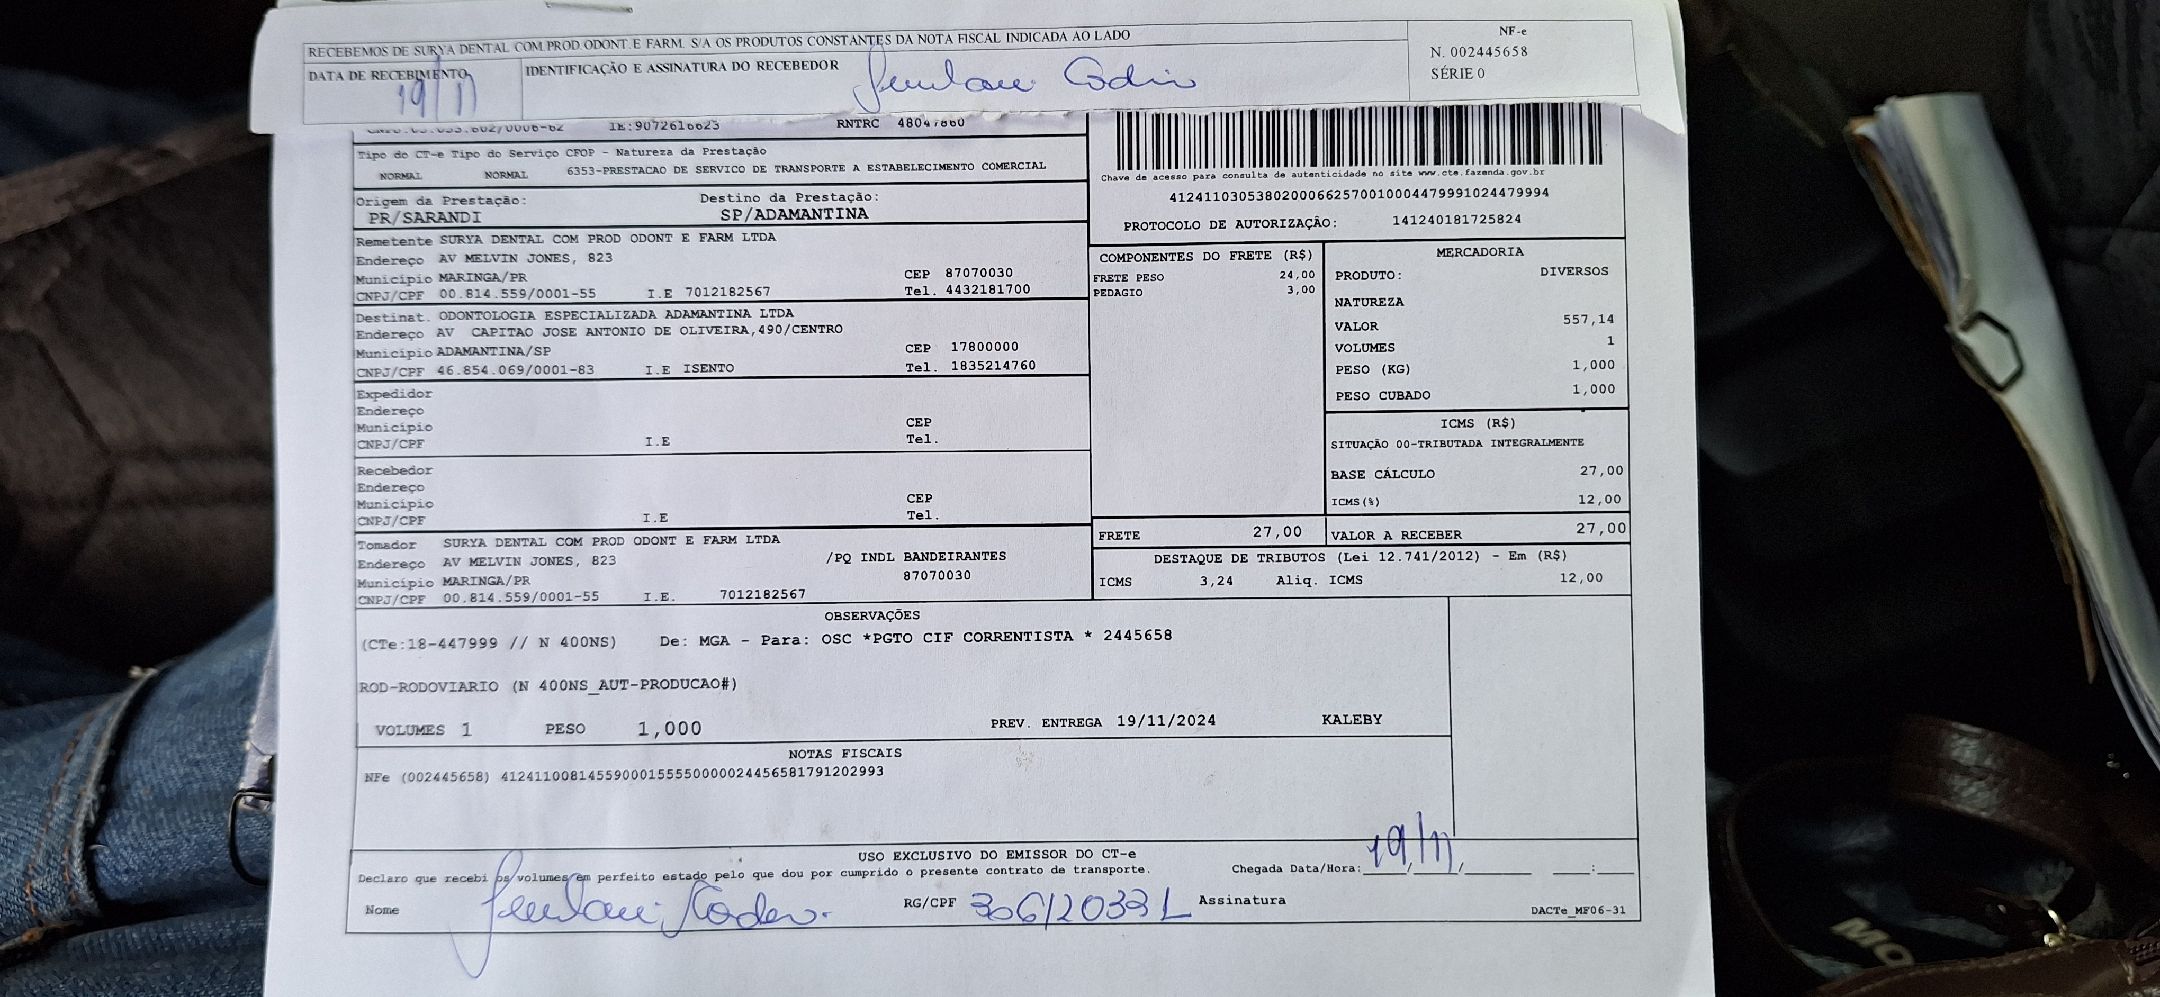 RECEBEMOS DE SURYA DENTAL COM PROD.ODONT.E FARM. S/A OS PRODUTOS CONSTANTES DA NOTA FISCAL INDICADA AO LADO
NF-e
N. 002445658
SÉRIE 0
DATA DE RECEBIMENTO
19/11
IDENTIFICAÇÃO E ASSINATURA DO RECEBEDOR
IE:9072616623 RNTRC
Tipo do CT-e Tipo do Serviço CFOP - Natureza da Prestação
NORMAL NORMAL 6353-PRESTACAO DE SERVICO DE TRANSPORTE A ESTABELECIMENTO COMERCIAL
Origem da Prestação: Destino da Prestação:
PR/SARANDI SP/ADAMANTINA
Chave de acesso para consulta de autenticidade no site www.cte.fazenda.gov.br
41241103053802000662570010004479991024479994
PROTOCOLO DE AUTORIZAÇÃO: 141240181725824
Remetente SURYA DENTAL COM PROD ODONT E FARM LTDA
Endereço AV MELVIN JONES, 823
Município MARINGA/PR CEP 87070030
CNPJ/CPF 00.814.559/0001-55 I.E 7012182567 Tel. 4432181700
Destinat. ODONTOLOGIA ESPECIALIZADA ADAMANTINA LTDA
Endereço AV CAPITAO JOSE ANTONIO DE OLIVEIRA,490/CENTRO
Município ADAMANTINA/SP CEP 17800000
CNPJ/CPF 46.854.069/0001-83 I.E ISENTO Tel. 1835214760
Expedidor
Endereço
Município CEP
CNPJ/CPF I.E Tel.
Recebedor
Endereço
Município CEP
CNPJ/CPF I.E Tel.
Tomador SURYA DENTAL COM PROD ODONT E FARM LTDA
Endereço AV MELVIN JONES, 823 /PQ INDL BANDEIRANTES
Município MARINGA/PR 87070030
CNPJ/CPF 00.814.559/0001-55 I.E. 7012182567
COMPONENTES DO FRETE (R$)
FRETE PESO 24,00
PEDAGIO 3,00
MERCADORIA
PRODUTO: DIVERSOS
NATUREZA
VALOR 557,14
VOLUMES 1
PESO (KG) 1,000
PESO CUBADO 1,000
ICMS (R$)
SITUAÇÃO 00-TRIBUTADA INTEGRALMENTE
BASE CÁLCULO 27,00
ICMS(%) 12,00
FRETE 27,00 VALOR A RECEBER 27,00
DESTAQUE DE TRIBUTOS (Lei 12.741/2012) - Em (R$)
ICMS 3,24 Aliq. ICMS 12,00
OBSERVAÇÕES
(CTe:18-447999 // N 400NS) De: MGA - Para: OSC *PGTO CIF CORRENTISTA * 2445658
ROD-RODOVIARIO (N 400NS_AUT-PRODUCAO#)
VOLUMES 1 PESO 1,000 PREV. ENTREGA 19/11/2024 KALEBY
NOTAS FISCAIS
NFe (002445658) 41241100814559000155550000024456581791202993
USO EXCLUSIVO DO EMISSOR DO CT-e
Declaro que recebi os volumes em perfeito estado pelo que dou por cumprido o presente contrato de transporte. Chegada Data/Hora: 19/11
Nome RG/CPF Assinatura
DACTe_MF06-31
MO